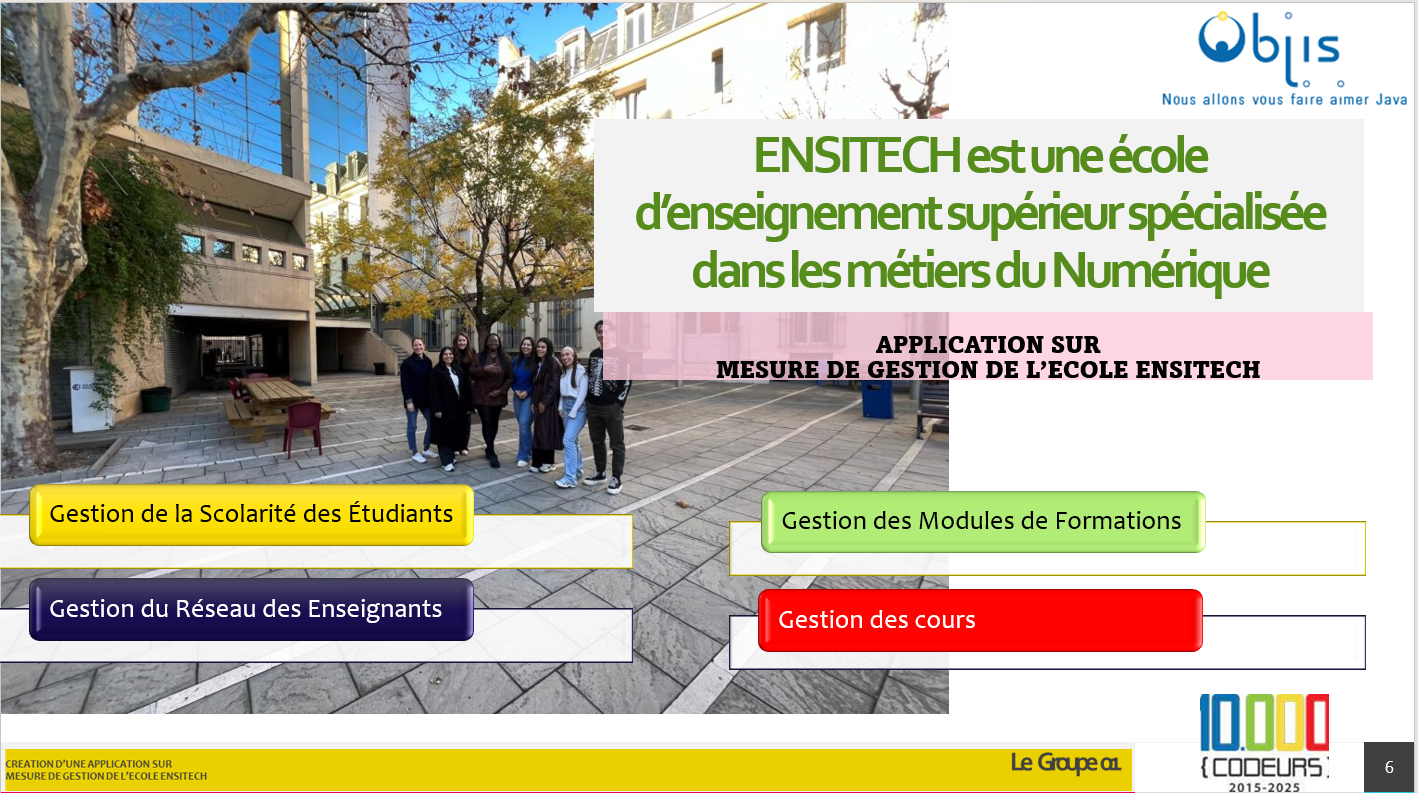 Objis
Nous allons vous faire aimer Java
ENSITECH est une école
d’enseignement supérieur spécialisée
dans les métiers du Numérique
APPLICATION SUR
MESURE DE GESTION DE L’ECOLE ENSITECH
Gestion de la Scolarité des Étudiants
Gestion des Modules de Formations
Gestion du Réseau des Enseignants
Gestion des cours
CREATION D’UNE APPLICATION SUR
MESURE DE GESTION DE L’ECOLE ENSITECH
Le Groupe 01
10.000
{CODEURS}
2015-2025
6